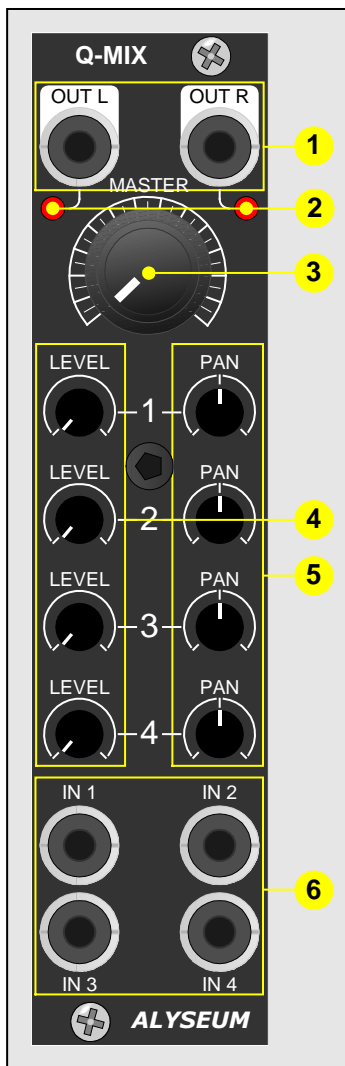 Q-MIX
OUT L OUT R
1
MASTER
2
3
LEVEL PAN
1
LEVEL PAN
2
4
5
LEVEL PAN
3
LEVEL PAN
4
IN 1 IN 2
6
IN 3 IN 4
ALYSEUM